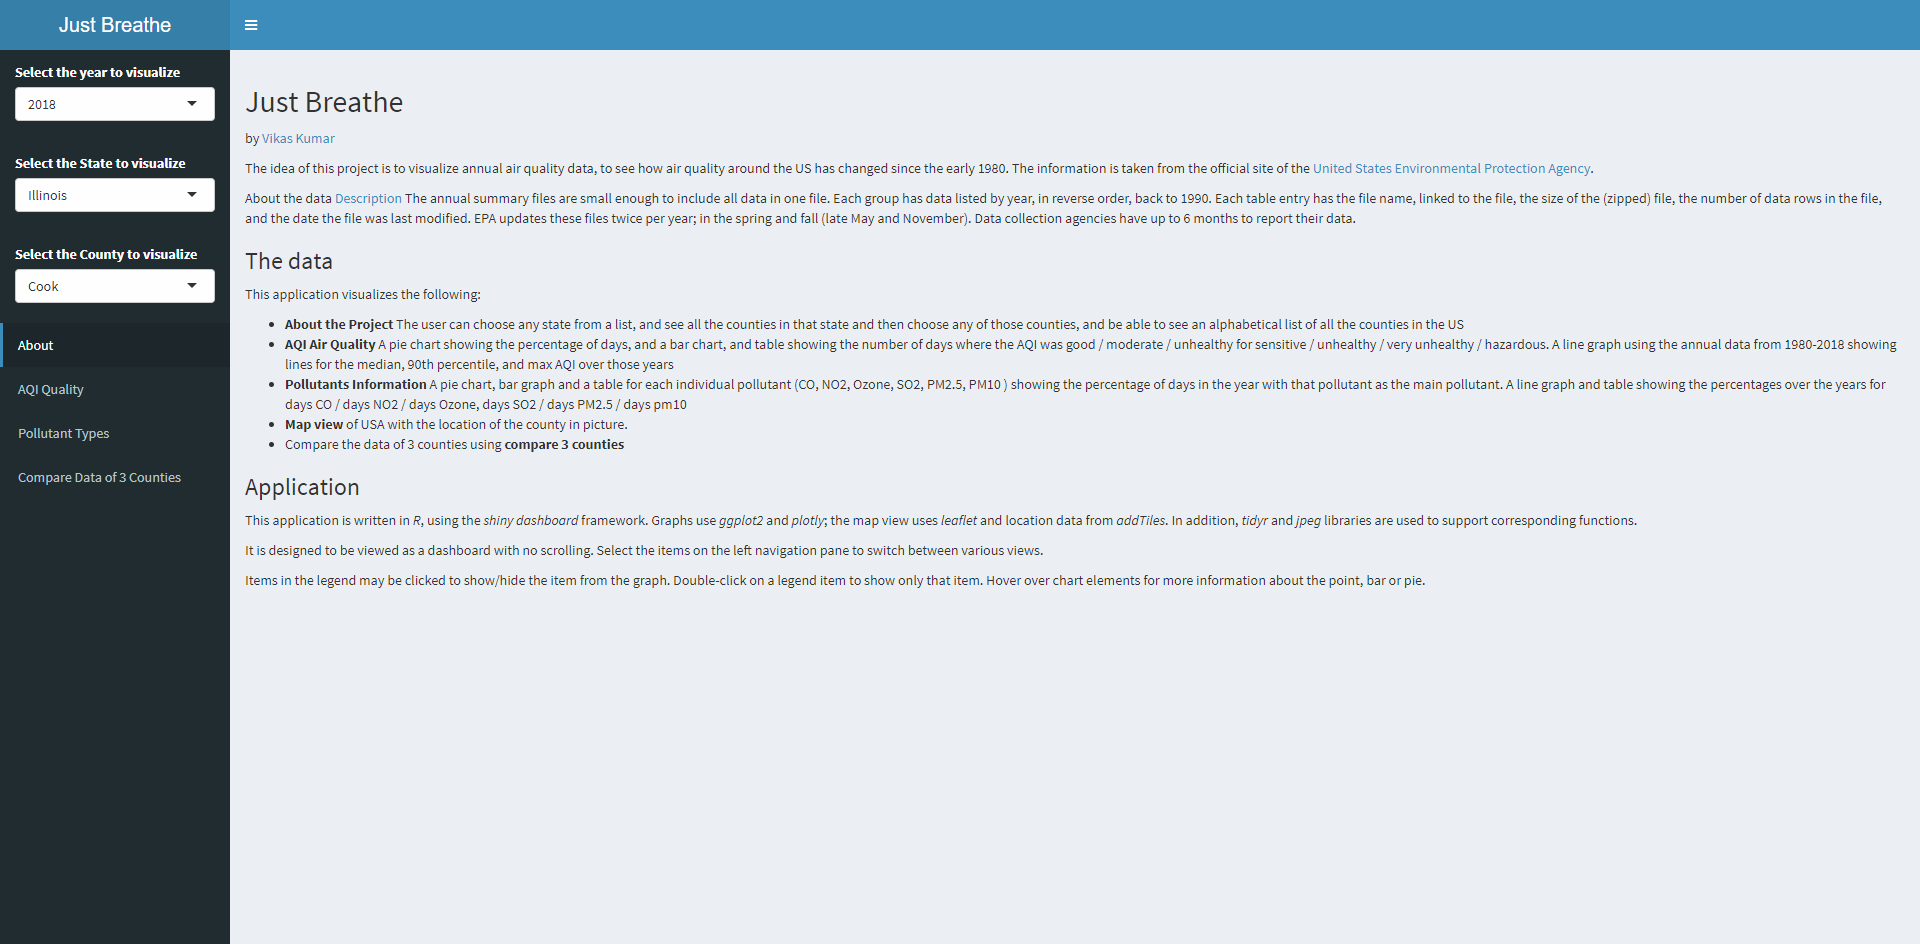 Just Breathe
Select the year to visualize
2018
Select the State to visualize
Illinois
Select the County to visualize
Cook
About
AQI Quality
Pollutant Types
Compare Data of 3 Counties
Just Breathe
by Vikas Kumar
The idea of this project is to visualize annual air quality data, to see how air quality around the US has changed since the early 1980. The information is taken from the official site of the United States Environmental Protection Agency.
About the data Description The annual summary files are small enough to include all data in one file. Each group has data listed by year, in reverse order, back to 1990. Each table entry has the file name, linked to the file, the size of the (zipped) file, the number of data rows in the file,
and the date the file was last modified. EPA updates these files twice per year; in the spring and fall (late May and November). Data collection agencies have up to 6 months to report their data.
The data
This application visualizes the following:
• About the Project The user can choose any state from a list, and see all the counties in that state and then choose any of those counties, and be able to see an alphabetical list of all the counties in the US
• AQI Air Quality A pie chart showing the percentage of days, and a bar chart, and table showing the number of days where the AQI was good / moderate / unhealthy for sensitive / unhealthy / very unhealthy / hazardous. A line graph using the annual data from 1980-2018 showing
lines for the median, 90th percentile, and max AQI over those years
• Pollutants Information A pie chart, bar graph and a table for each individual pollutant (CO, NO2, Ozone, SO2, PM2.5, PM10 ) showing the percentage of days in the year with that pollutant as the main pollutant. A line graph and table showing the percentages over the years for
days CO / days NO2 / days Ozone, days SO2 / days PM2.5 / days pm10
• Map view of USA with the location of the county in picture.
• Compare the data of 3 counties using compare 3 counties
Application
This application is written in R, using the shiny dashboard framework. Graphs use ggplot2 and plotly; the map view uses leaflet and location data from addTiles. In addition, tidyr and jpeg libraries are used to support corresponding functions.
It is designed to be viewed as a dashboard with no scrolling. Select the items on the left navigation pane to switch between various views.
Items in the legend may be clicked to show/hide the item from the graph. Double-click on a legend item to show only that item. Hover over chart elements for more information about the point, bar or pie.